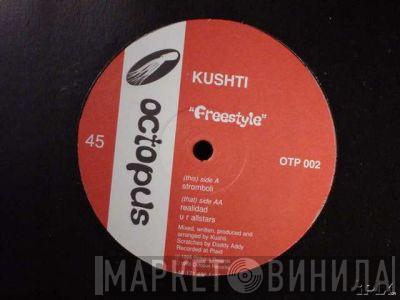 KUSHTI
"Freestyle"
octopus
45
OTP 002
(this) side A
stromboli
(that) side AA
realidad
u r allstars
Mixed, written, produced and
arranged by Kushti
Scratches by Daddy Addy
Recorded at Plaid
МАРКЕТ ВИНИЛА